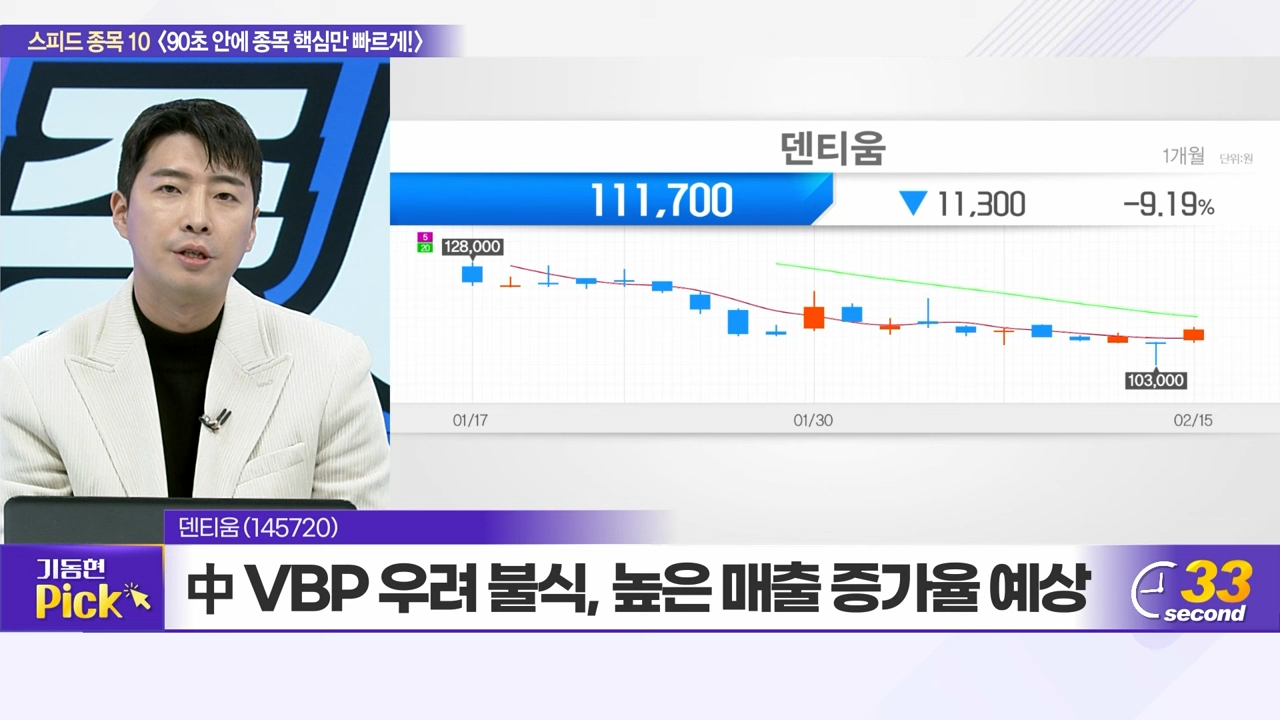 스피드 종목 10 〈90초 안에 종목 핵심만 빠르게!〉
덴티움
1개월 단위:원
111,700 ▼ 11,300 -9.19%
5
20
128,000
103,000
01/17 01/30 02/15
덴티움(145720)
기동현
Pick
中 VBP 우려 불식, 높은 매출 증가율 예상
33
second